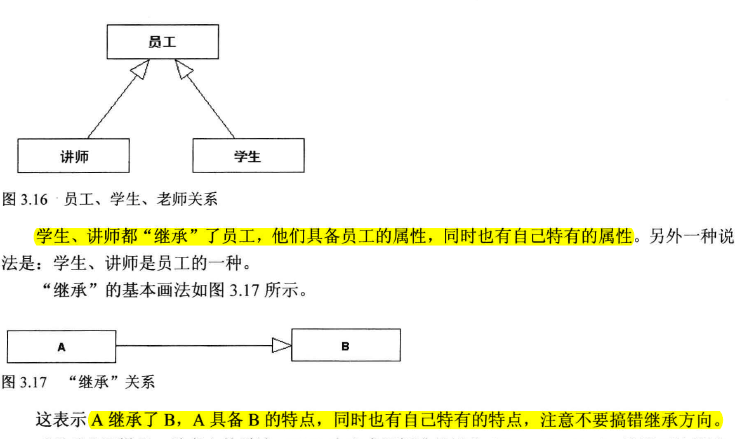 员工
讲师
学生
图 3.16 员工、学生、老师关系
学生、讲师都“继承”了员工，他们具备员工的属性，同时也有自己特有的属性。另外一种说
法是：学生、讲师是员工的一种。
“继承”的基本画法如图 3.17 所示。
A
B
图 3.17 “继承”关系
这表示 A 继承了 B，A 具备 B 的特点，同时也有自己特有的特点，注意不要搞错继承方向。